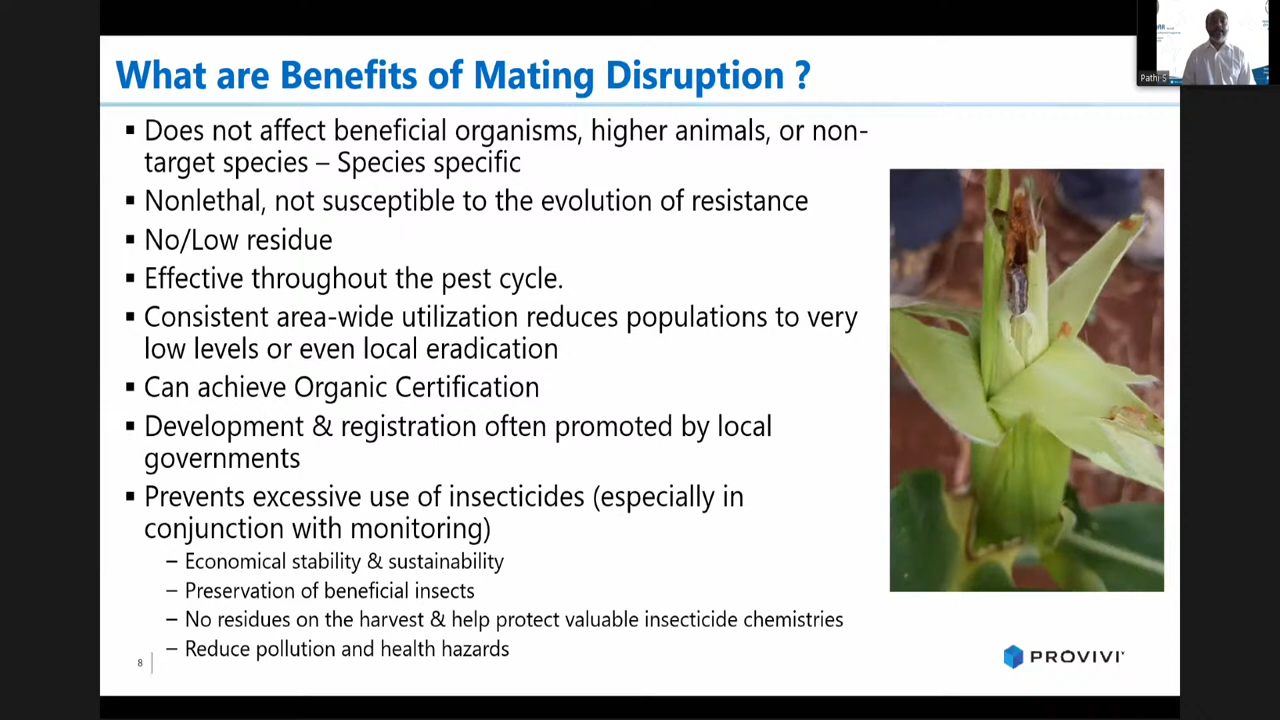 What are Benefits of Mating Disruption ?
▪ Does not affect beneficial organisms, higher animals, or non-
target species – Species specific
▪ Nonlethal, not susceptible to the evolution of resistance
▪ No/Low residue
▪ Effective throughout the pest cycle.
▪ Consistent area-wide utilization reduces populations to very
low levels or even local eradication
▪ Can achieve Organic Certification
▪ Development & registration often promoted by local
governments
▪ Prevents excessive use of insecticides (especially in
conjunction with monitoring)
– Economical stability & sustainability
– Preservation of beneficial insects
– No residues on the harvest & help protect valuable insecticide chemistries
– Reduce pollution and health hazards
8
PROVIVI
Pathi S